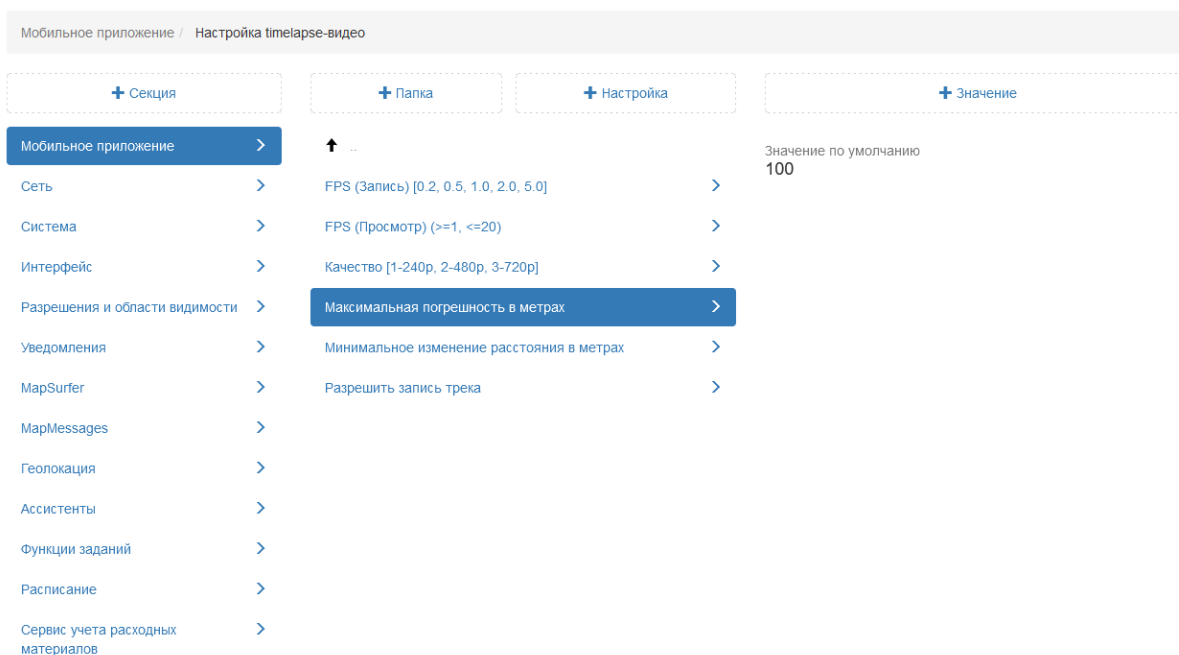 Мобильное приложение / Настройка timelapse-видео
+ Секция
+ Папка
+ Настройка
+ Значение
Мобильное приложение
Сеть
Система
Интерфейс
Разрешения и области видимости
Уведомления
MapSurfer
MapMessages
Геолокация
Ассистенты
Функции заданий
Расписание
Сервис учета расходных
материалов
..
FPS (Запись) [0.2, 0.5, 1.0, 2.0, 5.0]
FPS (Просмотр) (>=1, <=20)
Качество [1-240p, 2-480p, 3-720p]
Максимальная погрешность в метрах
Минимальное изменение расстояния в метрах
Разрешить запись трека
Значение по умолчанию
100